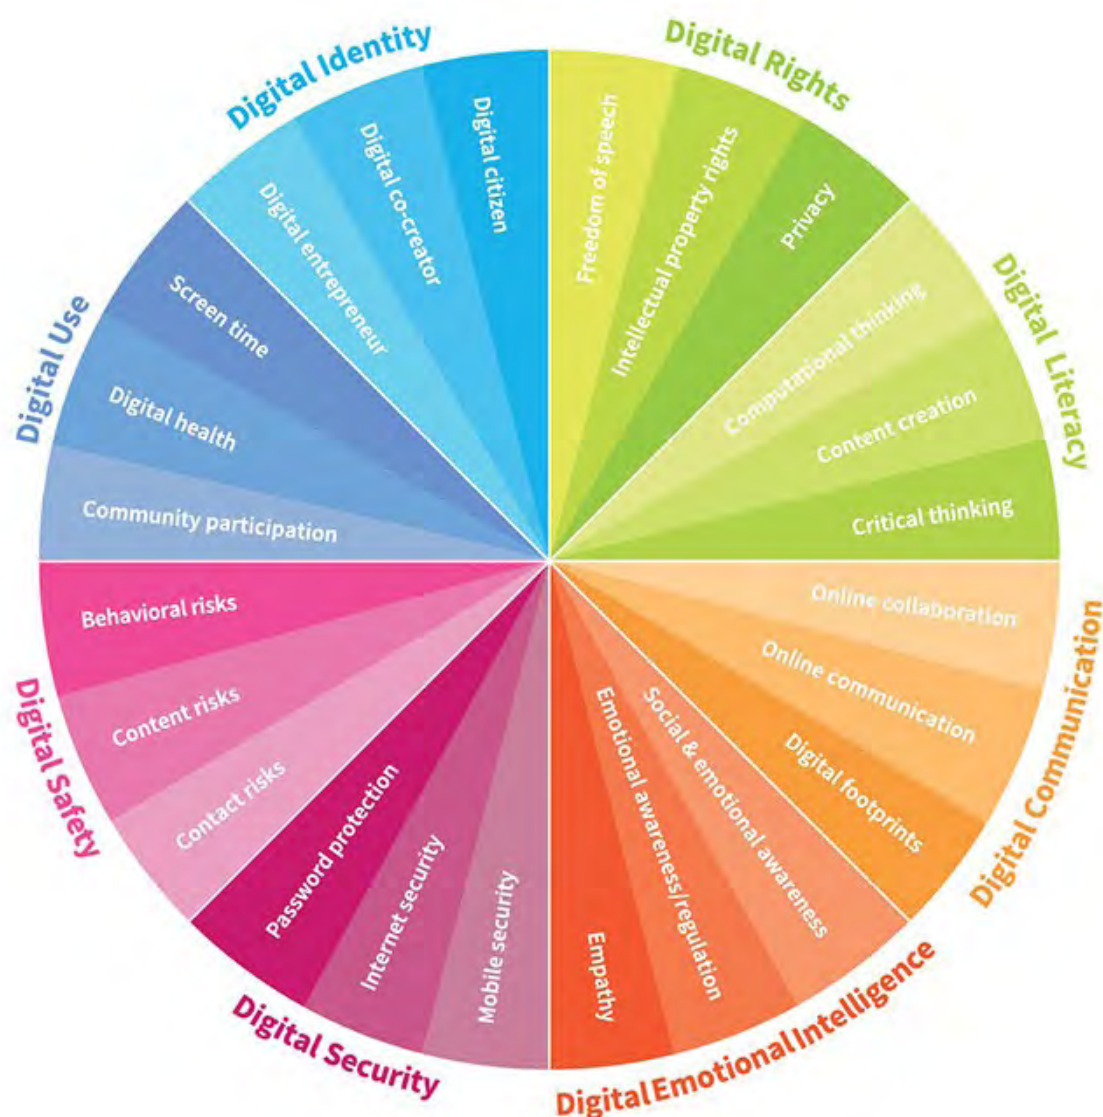 Digital Identity
Digital citizen
Digital co-creator
Digital entrepreneur
Digital Rights
Freedom of speech
Intellectual property rights
Privacy
Digital Literacy
Computational thinking
Content creation
Critical thinking
Digital Communication
Online collaboration
Online communication
Digital footprints
Digital Emotional Intelligence
Social & emotional awareness
Emotional awareness/regulation
Empathy
Digital Security
Mobile security
Internet security
Password protection
Digital Safety
Contact risks
Content risks
Behavioral risks
Digital Use
Community participation
Digital health
Screen time